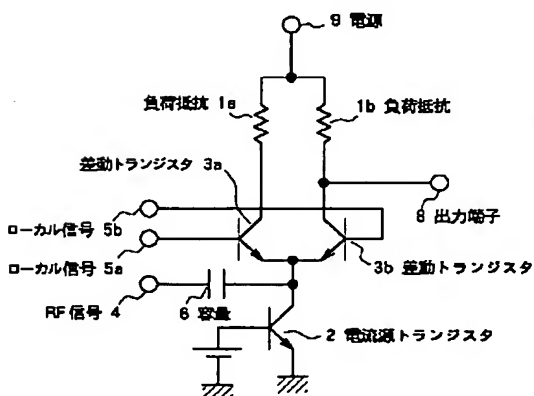 9 電源
負荷抵抗 1a
1b 負荷抵抗
差動トランジスタ 3a
ローカル信号 5b
8 出力端子
ローカル信号 5a
3b 差動トランジスタ
RF信号 4
6 容量
2 電流源トランジスタ